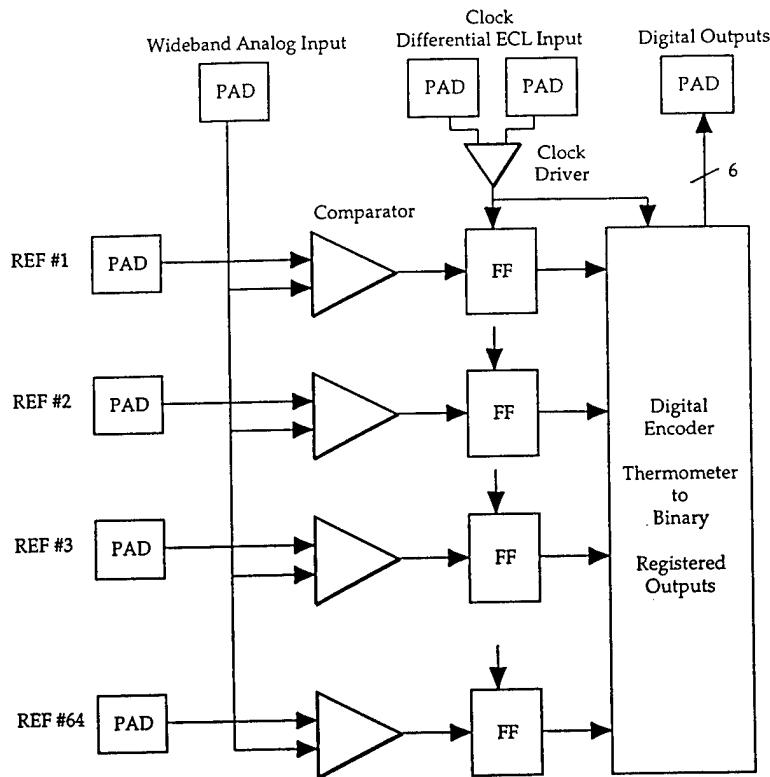 Clock
Wideband Analog Input
Differential ECL Input
Digital Outputs
PAD
PAD
PAD
PAD
Clock
Driver
6
Comparator
REF #1
PAD
FF
REF #2
PAD
FF
Digital
Encoder
Thermometer
to
Binary
Registered
Outputs
REF #3
PAD
FF
REF #64
PAD
FF